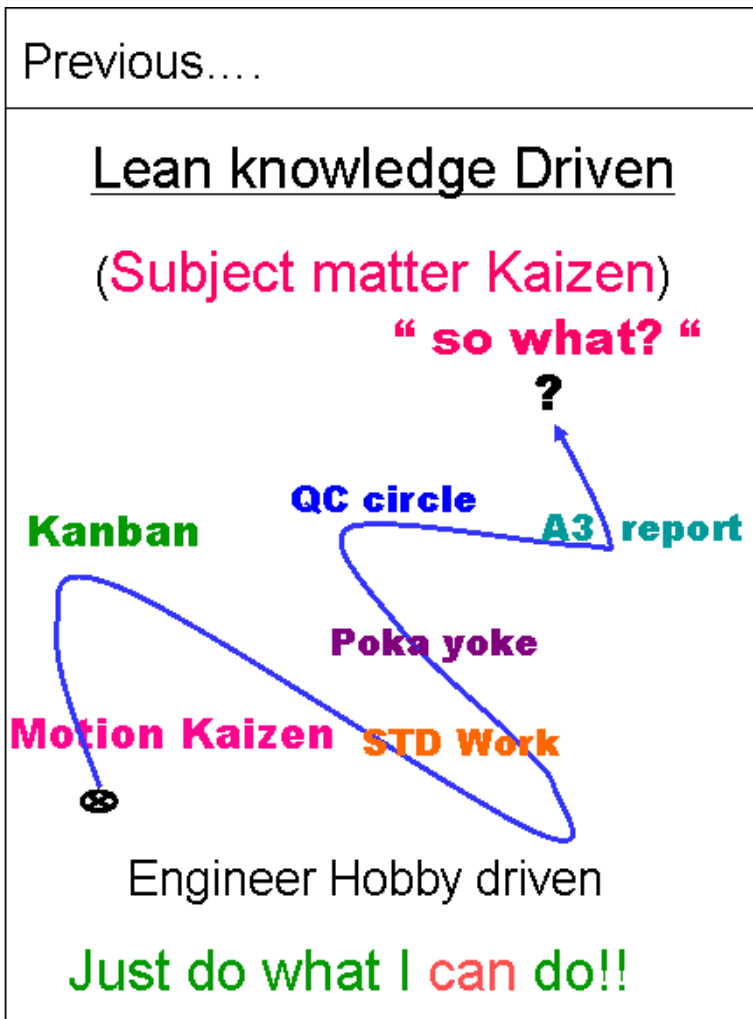 Previous....
Lean knowledge Driven
(Subject matter Kaizen)
“ so what? “
?
QC circle
A3 report
Kanban
Poka yoke
Motion Kaizen
STD Work
Engineer Hobby driven
Just do what I can do!!